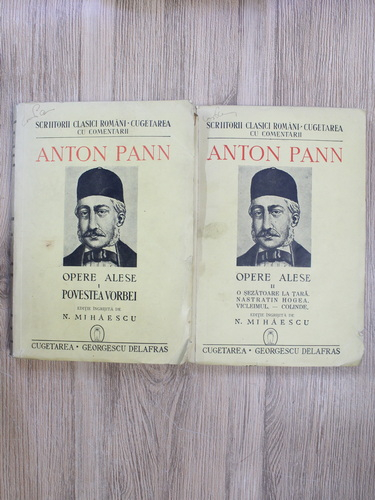 SCRIITORII CLASICI ROMÂNI • CUGETAREA
CU COMENTARII
ANTON PANN
OPERE ALESE
I
POVESTEA VORBEI
EDIȚIE ÎNGRIJITĂ DE
N. MIHĂESCU
CUGETAREA • GEORGESCU DELAFRAS
SCRIITORII CLASICI ROMÂNI • CUGETAREA
CU COMENTARII
ANTON PANN
OPERE ALESE
II
O ȘEZĂTOARE LA ȚARĂ,
NASTRATIN HOGEA,
VICLEIMUL, — COLINDE,
EDIȚIE ÎNGRIJITĂ DE
N. MIHĂESCU
CUGETAREA • GEORGESCU DELAFRAS